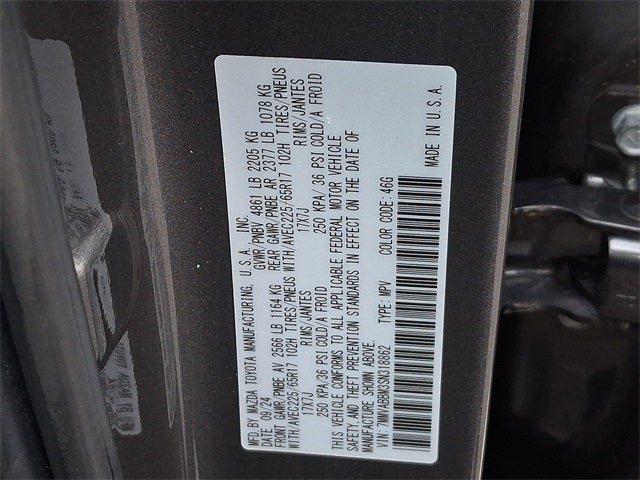 MFD BY MAZDA TOYOTA MANUFACTURING, U.S.A., INC.
DATE 09/24 GWVR/PNBV 4861 LB 2205 KG
FRONT GAWR/PNBE AV 2566 LB 1164 KG REAR GAWR/PNBE AR 2377 LB 1078 KG
WITH/AVEC225/65R17 102H TIRES/PNEUS WITH/AVEC225/65R17 102H TIRES/PNEUS
17X7J RIMS/JANTES 17X7J RIMS/JANTES
250 KPA/36 PSI COLD/A FROID 250 KPA/36 PSI COLD/A FROID
THIS VEHICLE CONFORMS TO ALL APPLICABLE FEDERAL MOTOR VEHICLE
SAFETY, AND THEFT PREVENTION STANDARDS IN EFFECT ON THE DATE OF
MANUFACTURE SHOWN ABOVE.
VIN: TYPE: MPV COLOR CODE: 46G
MADE IN U.S.A.